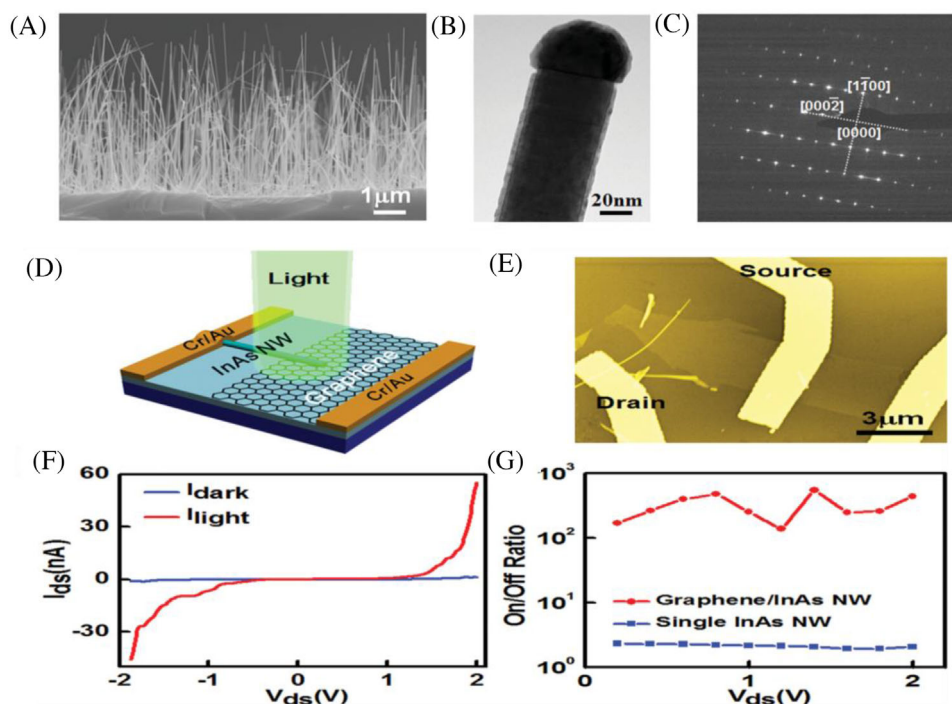 (A)
1μm
(B)
20nm
(C)
[11̄00]
[0002̄]
[0000]
(D)
Light
Cr/Au
InAs NW
Graphene
Cr/Au
(E)
Source
Drain
3μm
(F)
60
30
0
-30
-2
-1
0
1
2
Ids(nA)
Vds(V)
Idark
Ilight
(G)
10³
10²
10¹
10⁰
0
1
2
On/Off Ratio
Vds(V)
Graphene/InAs NW
Single InAs NW